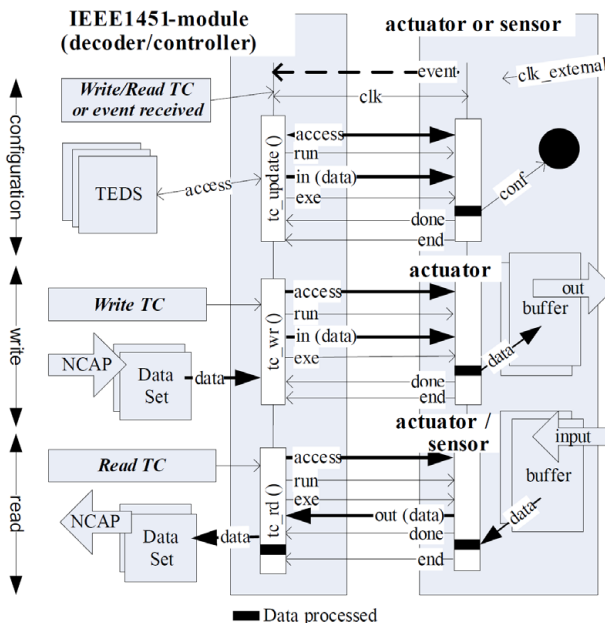 IEEE1451-module
(decoder/controller)
actuator or sensor
event
clk_external
clk
Write/Read TC
or event received
configuration
TEDS
access
tc_update()
access
run
in (data)
exe
done
end
conf
write
Write TC
NCAP
Data
Set
data
tc_wr()
access
run
in (data)
exe
done
end
actuator
data
buffer
out
read
Read TC
NCAP
Data
Set
data
tc_rd()
actuator /
sensor
access
run
exe
out (data)
done
end
data
buffer
input
Data processed